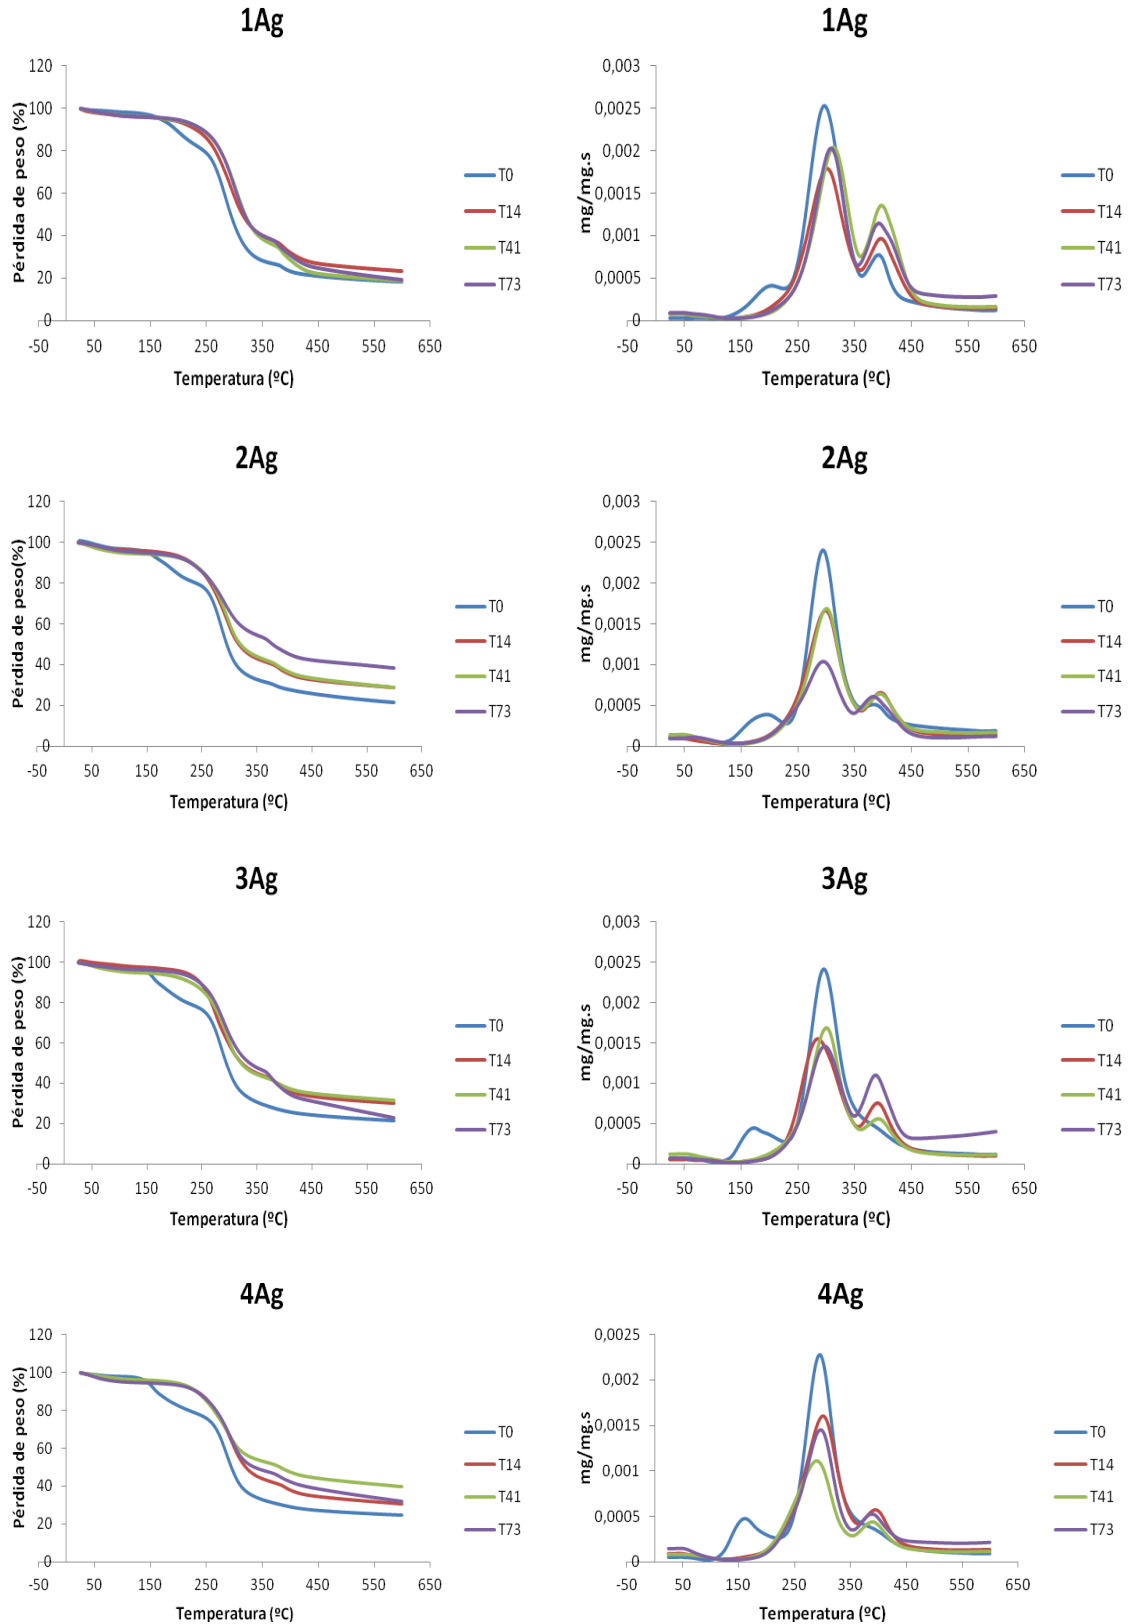 1Ag
1Ag
Pérdida de peso (%)
120
100
80
60
40
20
0
-50 50 150 250 350 450 550 650
Temperatura (ºC)
T0
T14
T41
T73
mg/mg.s
0,003
0,0025
0,002
0,0015
0,001
0,0005
0
-50 50 150 250 350 450 550 650
Temperatura (ºC)
T0
T14
T41
T73
2Ag
2Ag
Pérdida de peso(%)
120
100
80
60
40
20
0
-50 50 150 250 350 450 550 650
Temperatura (ºC)
T0
T14
T41
T73
mg/mg.s
0,003
0,0025
0,002
0,0015
0,001
0,0005
0
-50 50 150 250 350 450 550 650
Temperatura (ºC)
T0
T14
T41
T73
3Ag
3Ag
Pérdida de peso (%)
120
100
80
60
40
20
0
-50 50 150 250 350 450 550 650
Temperatura (ºC)
T0
T14
T41
T73
mg/mg.s
0,003
0,0025
0,002
0,0015
0,001
0,0005
0
-50 50 150 250 350 450 550 650
Temperatura (ºC)
T0
T14
T41
T73
4Ag
4Ag
Pérdida de peso (%)
120
100
80
60
40
20
0
-50 50 150 250 350 450 550 650
Temperatura (ºC)
T0
T14
T41
T73
mg/mg.s
0,0025
0,002
0,0015
0,001
0,0005
0
-50 50 150 250 350 450 550 650
Temperatura (ºC)
T0
T14
T41
T73